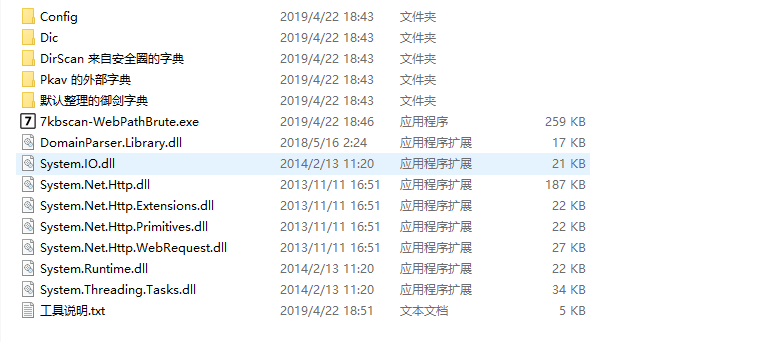 Config 2019/4/22 18:43 文件夹
Dic 2019/4/22 18:43 文件夹
DirScan 来自安全圈的字典 2019/4/22 18:43 文件夹
Pkav 的外部字典 2019/4/22 18:43 文件夹
默认整理的御剑字典 2019/4/22 18:43 文件夹
7 7kbscan-WebPathBrute.exe 2019/4/22 18:46 应用程序 259 KB
DomainParser.Library.dll 2018/5/16 2:24 应用程序扩展 17 KB
System.IO.dll 2014/2/13 11:20 应用程序扩展 21 KB
System.Net.Http.dll 2013/11/11 16:51 应用程序扩展 187 KB
System.Net.Http.Extensions.dll 2013/11/11 16:51 应用程序扩展 22 KB
System.Net.Http.Primitives.dll 2013/11/11 16:51 应用程序扩展 22 KB
System.Net.Http.WebRequest.dll 2013/11/11 16:51 应用程序扩展 27 KB
System.Runtime.dll 2014/2/13 11:20 应用程序扩展 22 KB
System.Threading.Tasks.dll 2014/2/13 11:20 应用程序扩展 34 KB
工具说明.txt 2019/4/22 18:51 文本文档 5 KB